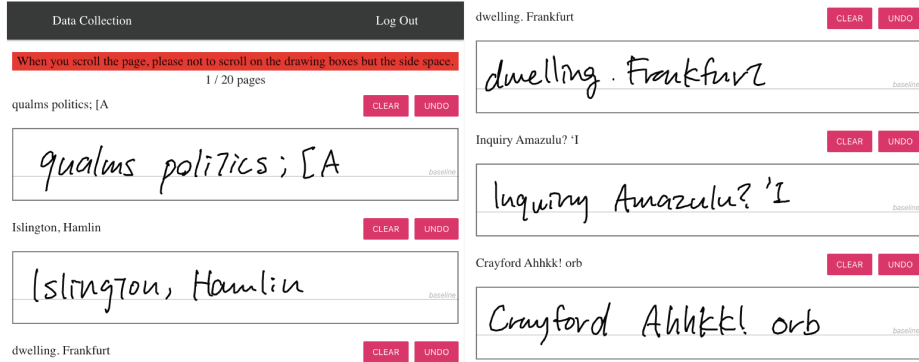 Data Collection Log Out
When you scroll the page, please not to scroll on the drawing boxes but the side space.
1 / 20 pages
qualms politics; [A CLEAR UNDO
qualms politics; [A
baseline
Islington, Hamlin CLEAR UNDO
Islington, Hamlin
baseline
dwelling. Frankfurt CLEAR UNDO
dwelling. Frankfurt CLEAR UNDO
dwelling. Frankfurt
baseline
Inquiry Amazulu? ‘I CLEAR UNDO
Inquiry Amazulu? 'I
baseline
Crayford Ahhkk! orb CLEAR UNDO
Crayford Ahhkk! orb
baseline